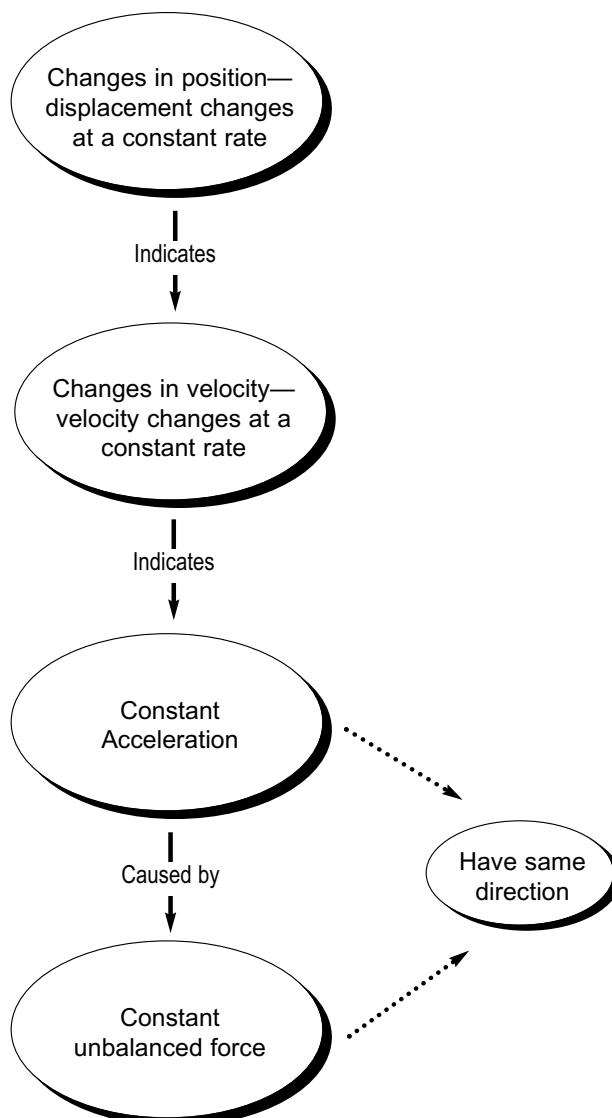 Changes in position—
displacement changes
at a constant rate
Indicates
Changes in velocity—
velocity changes at a
constant rate
Indicates
Constant
Acceleration
Caused by
Have same
direction
Constant
unbalanced force